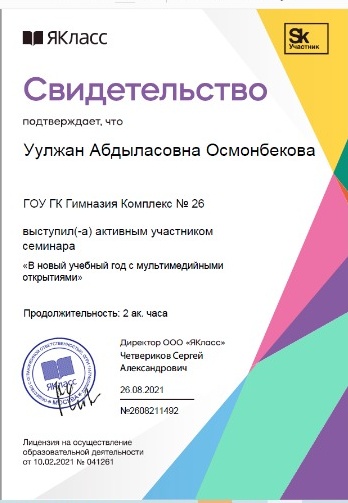 ЯКласс
Sk
Участник
Свидетельство
подтверждает, что
Уулжан Абдыласовна Осмонбекова
ГОУ ГК Гимназия Комплекс № 26
выступил(-а) активным участником
семинара
«В новый учебный год с мультимедийными
открытиями»
Продолжительность: 2 ак. часа
Директор ООО «ЯКласс»
Четвериков Сергей
Александрович
ЯКласс
МОСКВА
26.08.2021
№2608211492
Лицензия на осуществление
образовательной деятельности
от 10.02.2021 № 041261